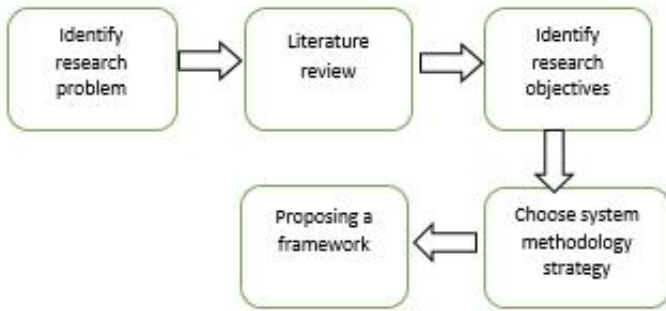 Identify
research
problem
Literature
review
Identify
research
objectives
Choose system
methodology
strategy
Proposing a
framework